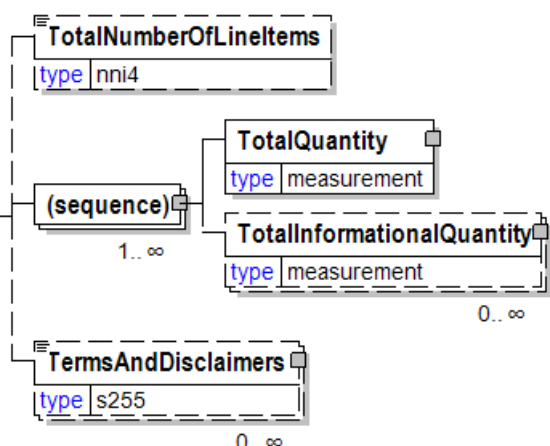 TotalNumberOfLineItems
type nni4
TotalQuantity
type measurement
(sequence)
1.. ∞
TotalInformationalQuantity
type measurement
0.. ∞
TermsAndDisclaimers
type s255
0.. ∞